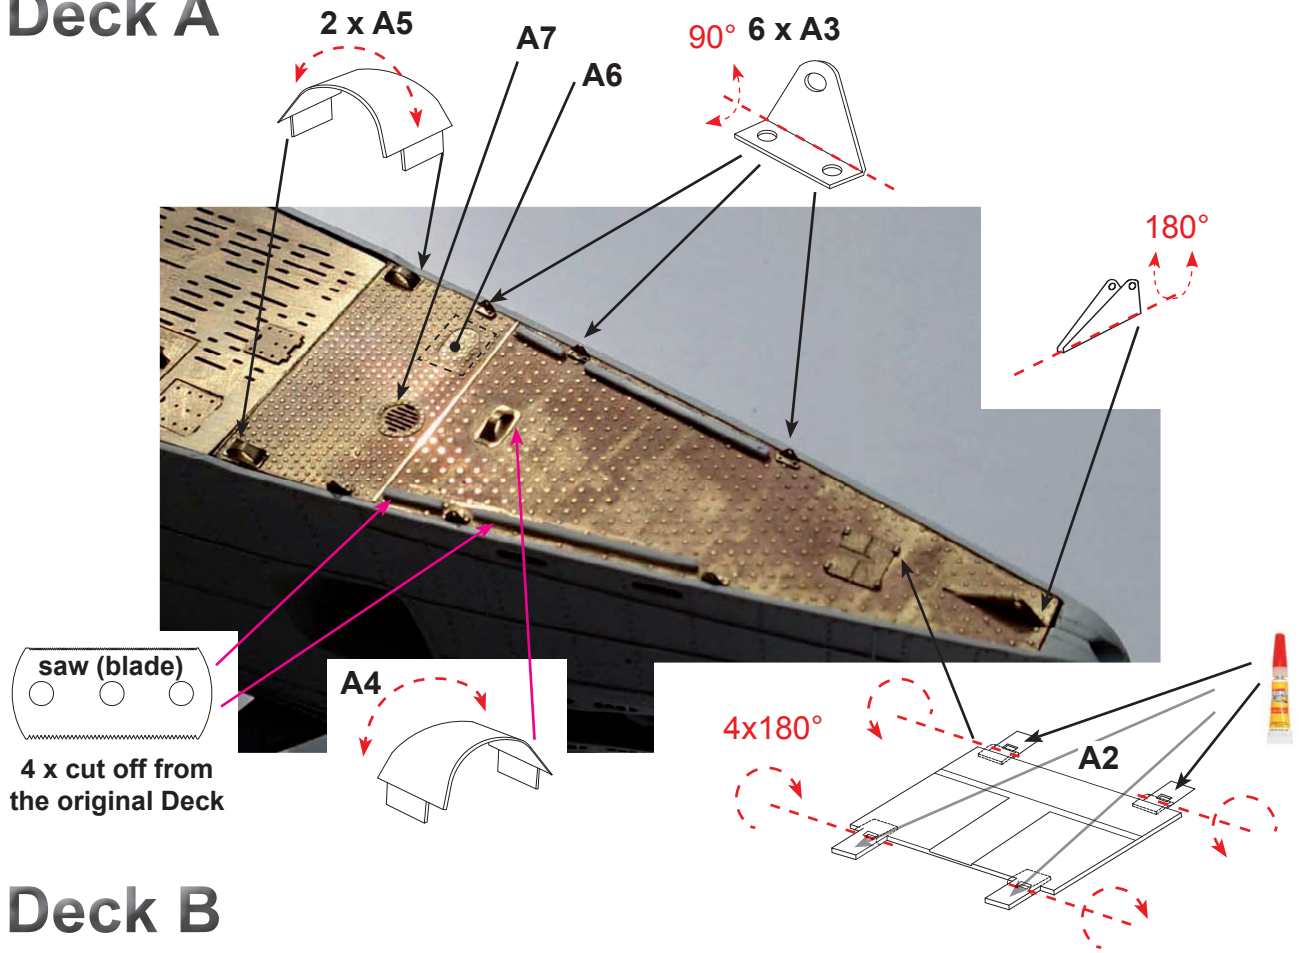 Deck A
2 x A5
A7
A6
90° 6 x A3
180°
saw (blade)
4 x cut off from
the original Deck
A4
4x180°
A2
Deck B